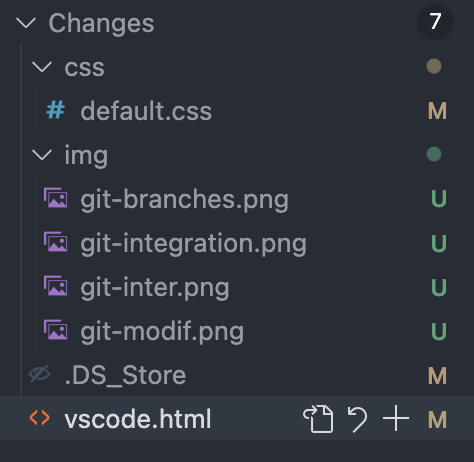 Changes 7
css
# default.css M
img
git-branches.png U
git-integration.png U
git-inter.png U
git-modif.png U
.DS_Store M
<> vscode.html M